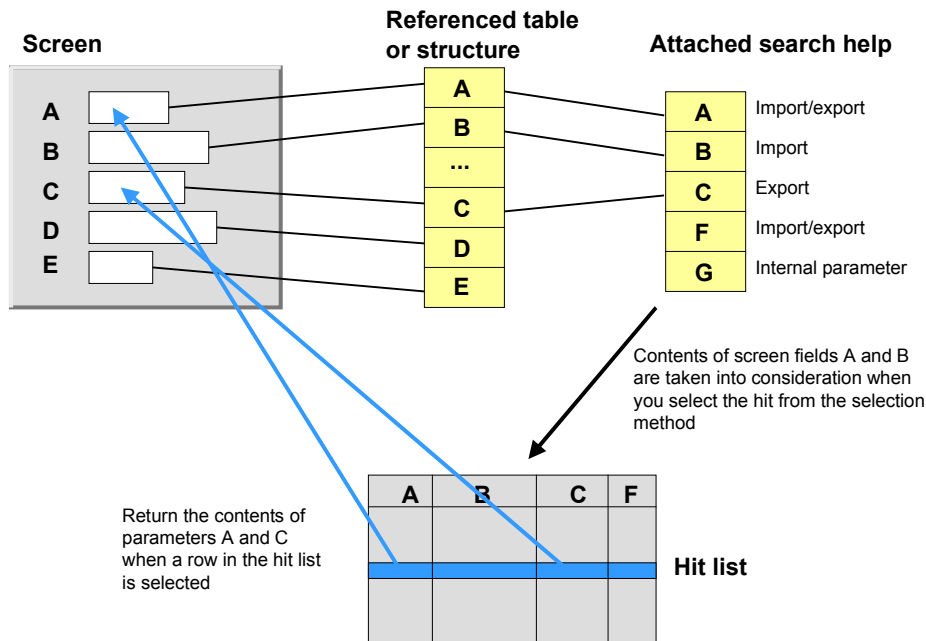 Screen
Referenced table
or structure
Attached search help
A
B
C
D
E
A
B
...
C
D
E
A Import/export
B Import
C Export
F Import/export
G Internal parameter
Contents of screen fields A and B
are taken into consideration when
you select the hit from the selection
method
Return the contents of
parameters A and C
when a row in the hit list
is selected
A B C F
Hit list